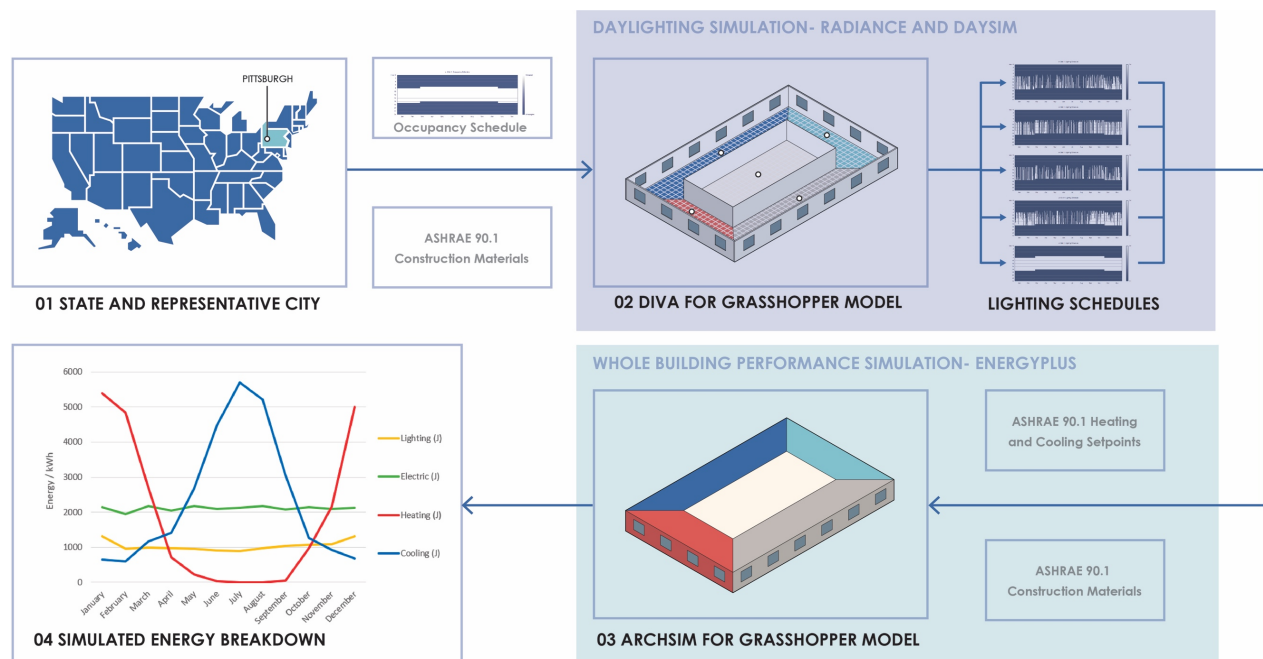 DAYLIGHTING SIMULATION- RADIANCE AND DAYSIM
PITTSBURGH
Occupancy Schedule
ASHRAE 90.1
Construction Materials
01 STATE AND REPRESENTATIVE CITY
02 DIVA FOR GRASSHOPPER MODEL
LIGHTING SCHEDULES
WHOLE BUILDING PERFORMANCE SIMULATION- ENERGYPLUS
ASHRAE 90.1 Heating
and Cooling Setpoints
ASHRAE 90.1
Construction Materials
03 ARCHSIM FOR GRASSHOPPER MODEL
6000
5000
4000
3000
2000
1000
0
Energy / kWh
January
February
March
April
May
June
July
August
September
October
November
December
Lighting (J)
Electric (J)
Heating (J)
Cooling (J)
04 SIMULATED ENERGY BREAKDOWN